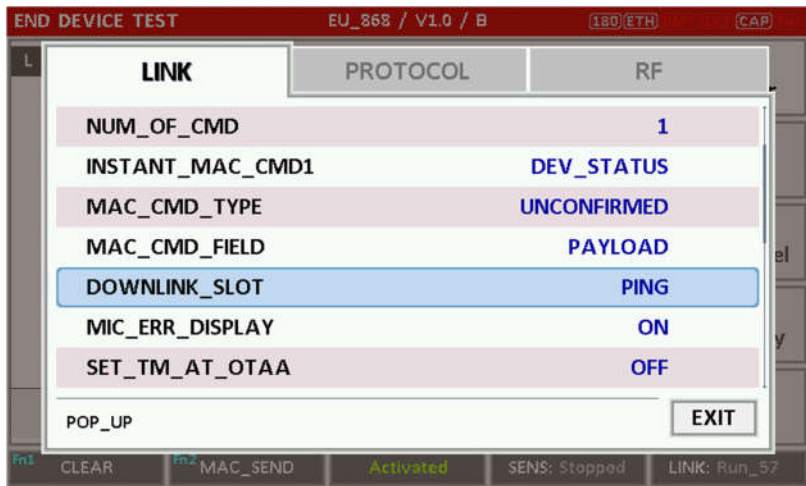 END DEVICE TEST EU_868 / V1.0 / B 180 ETH CAP
L
LINK PROTOCOL RF
NUM_OF_CMD 1
INSTANT_MAC_CMD1 DEV_STATUS
MAC_CMD_TYPE UNCONFIRMED
MAC_CMD_FIELD PAYLOAD
el
DOWNLINK_SLOT PING
MIC_ERR_DISPLAY ON
y
SET_TM_AT_OTAA OFF
POP_UP EXIT
Fn1 CLEAR Fn2 MAC_SEND Activated SENS: Stopped LINK: Run_57